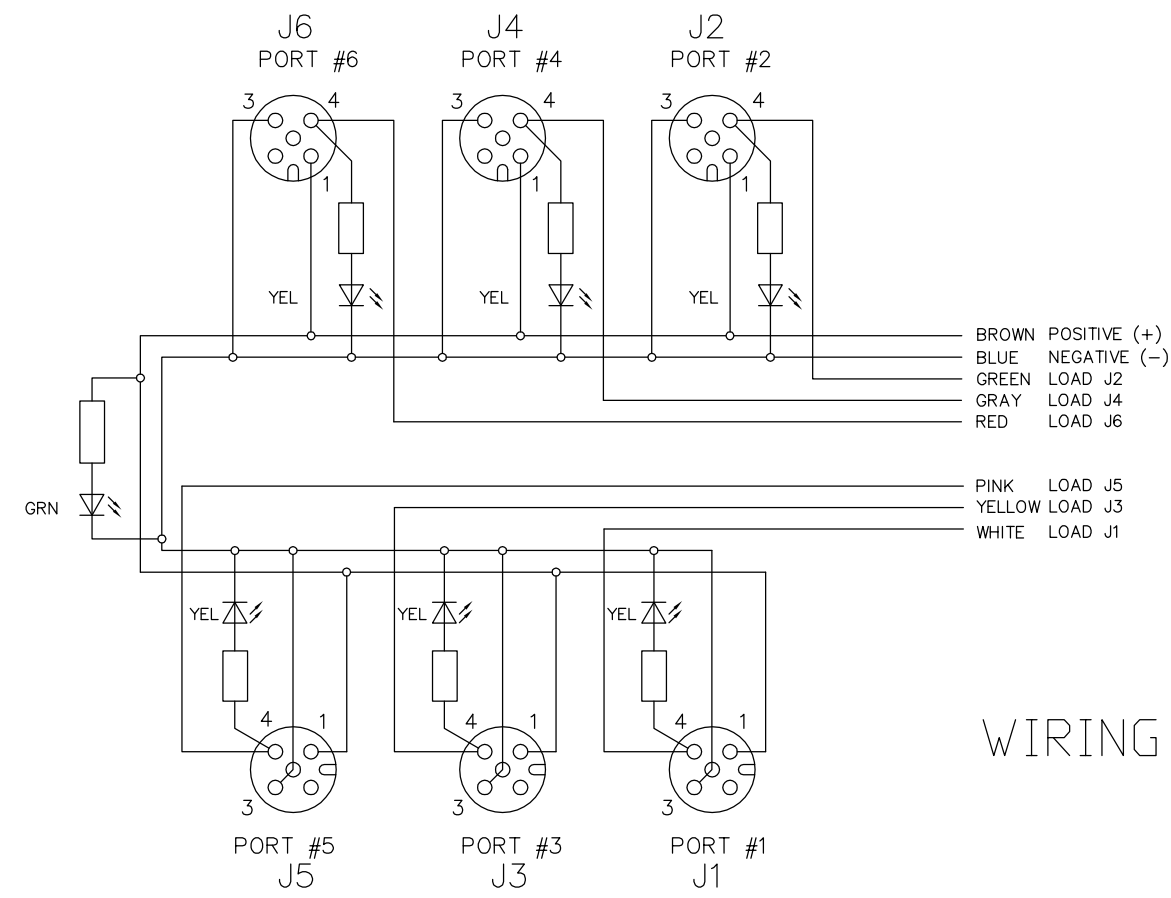 J6 J4 J2
PORT #6 PORT #4 PORT #2
3 4 3 4 3 4
1 1 1
YEL YEL YEL
BROWN POSITIVE (+)
BLUE NEGATIVE (−)
GREEN LOAD J2
GRAY LOAD J4
RED LOAD J6
GRN
PINK LOAD J5
YELLOW LOAD J3
WHITE LOAD J1
YEL YEL YEL
4 1 4 1 4 1
WIRING
3 3 3
PORT #5 PORT #3 PORT #1
J5 J3 J1